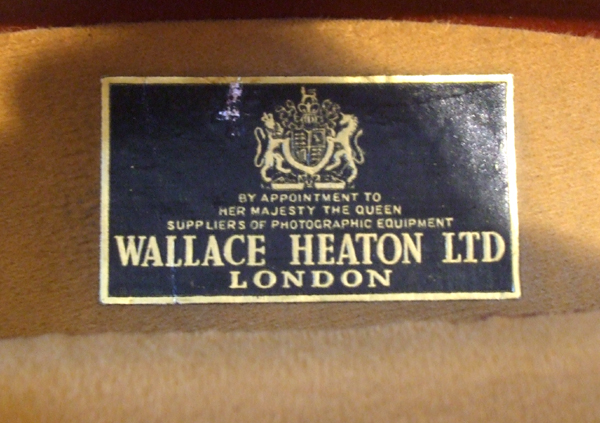 BY APPOINTMENT TO
HER MAJESTY THE QUEEN
SUPPLIERS OF PHOTOGRAPHIC EQUIPMENT
WALLACE HEATON LTD
LONDON